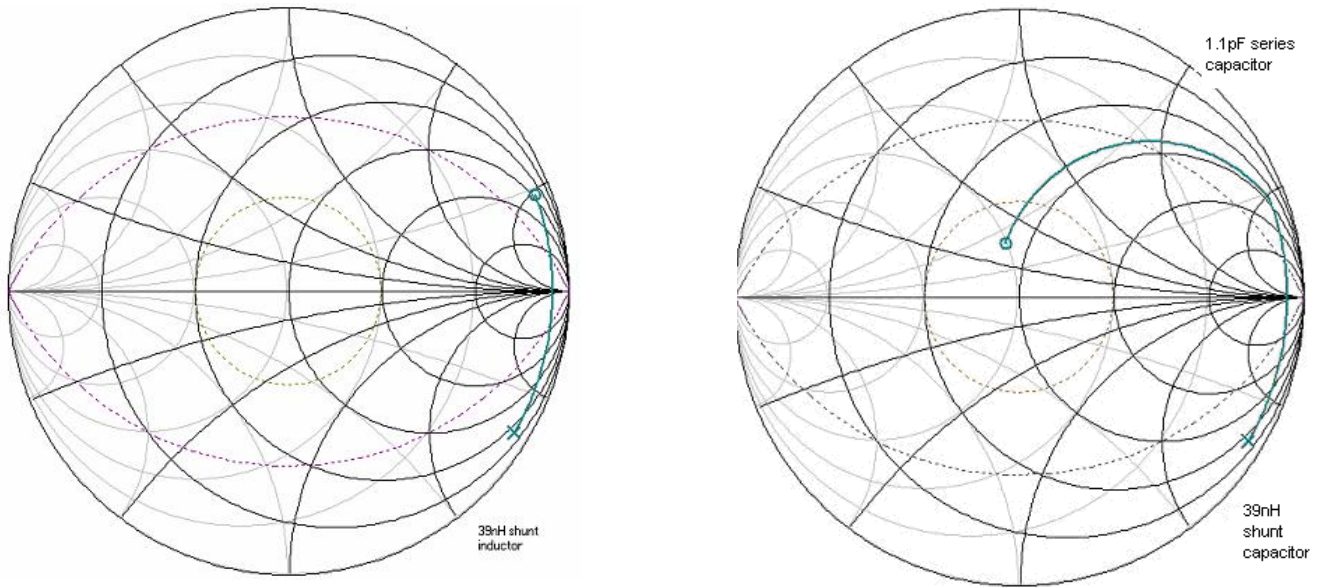 39nH shunt
inductor
1.1pF series
capacitor
39nH
shunt
capacitor